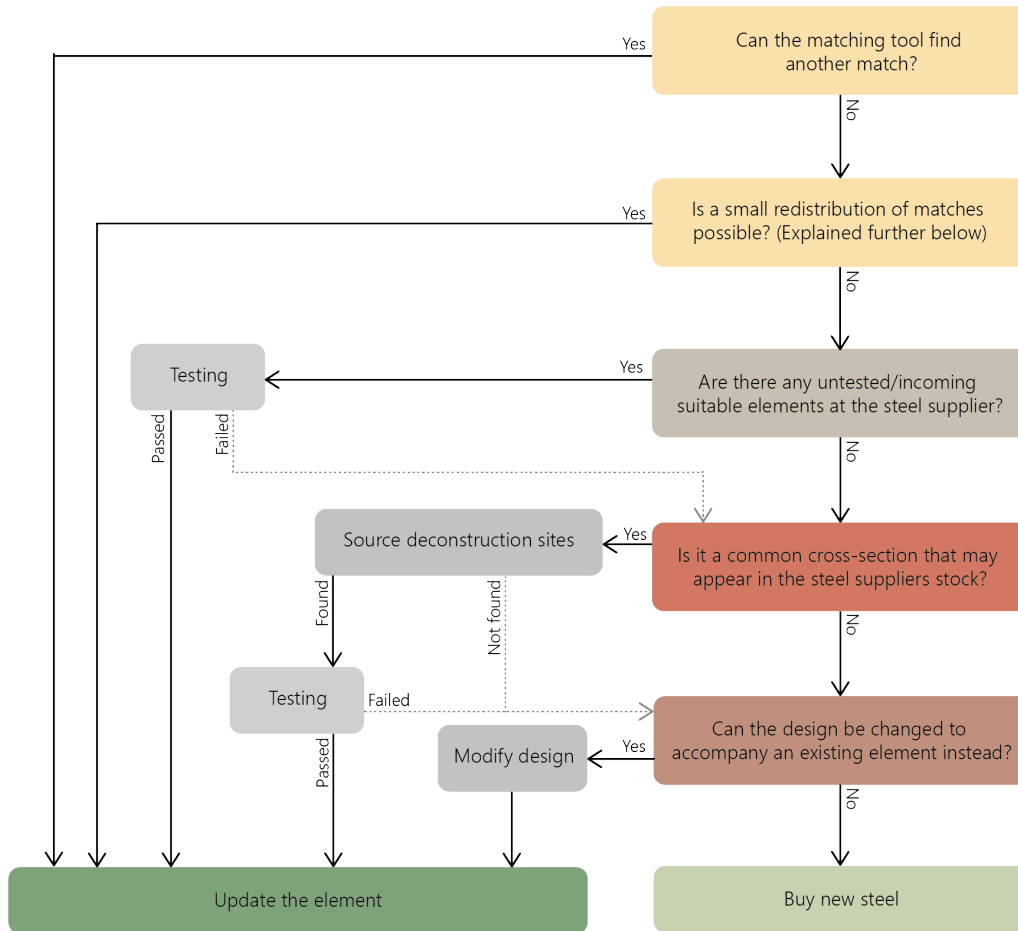 Yes
Can the matching tool find
another match?
No
Yes
Is a small redistribution of matches
possible? (Explained further below)
No
Testing
Yes
Are there any untested/incoming
suitable elements at the steel supplier?
Passed
Failed
No
Source deconstruction sites
Yes
Is it a common cross-section that may
appear in the steel suppliers stock?
Found
Not found
No
Testing
Failed
Can the design be changed to
accompany an existing element instead?
Passed
Modify design
Yes
No
Update the element
Buy new steel